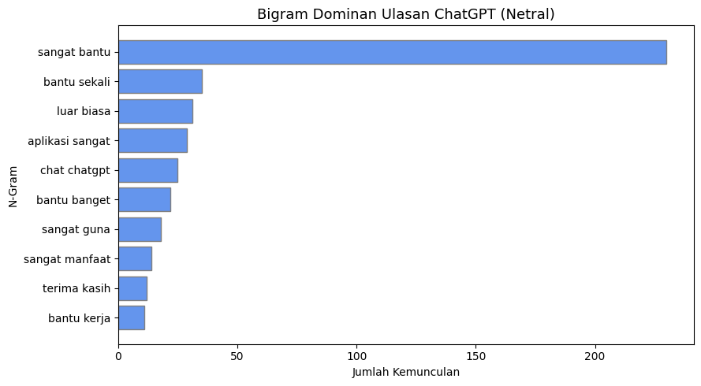 Bigram Dominan Ulasan ChatGPT (Netral)
sangat bantu
bantu sekali
luar biasa
aplikasi sangat
chat chatgpt
bantu banget
sangat guna
sangat manfaat
terima kasih
bantu kerja
N-Gram
0 50 100 150 200
Jumlah Kemunculan